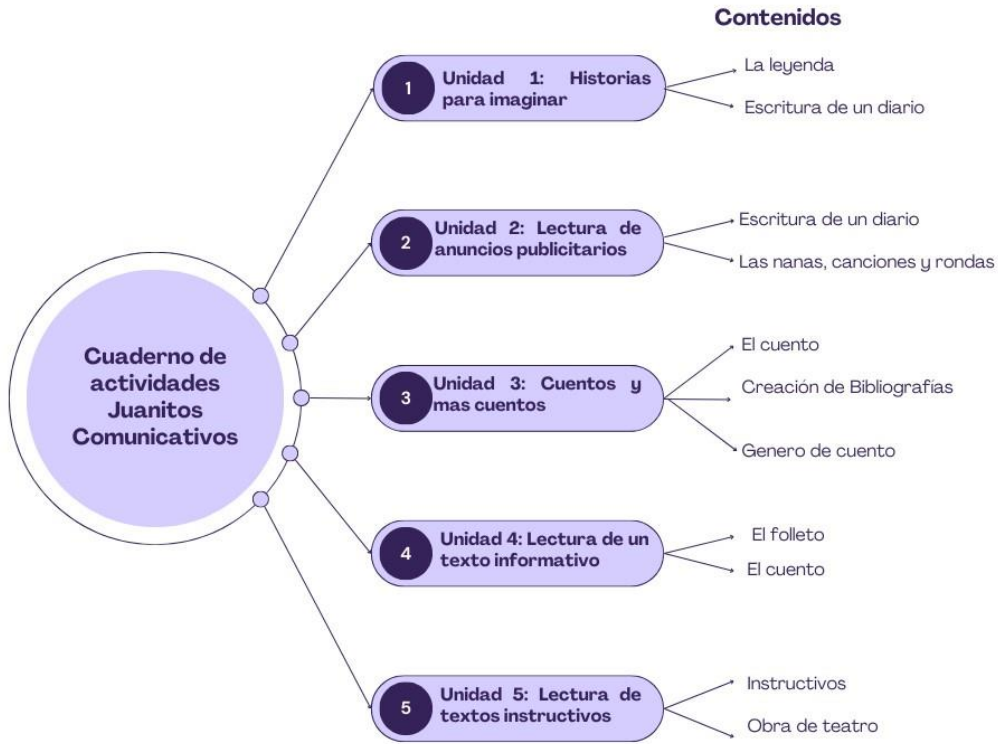 Contenidos
Cuaderno de
actividades
Juanitos
Comunicativos
1
Unidad 1: Historias
para imaginar
La leyenda
Escritura de un diario
2
Unidad 2: Lectura de
anuncios publicitarios
Escritura de un diario
Las nanas, canciones y rondas
3
Unidad 3: Cuentos y
mas cuentos
El cuento
Creación de Bibliografías
Genero de cuento
4
Unidad 4: Lectura de un
texto informativo
El folleto
El cuento
5
Unidad 5: Lectura de
textos instructivos
Instructivos
Obra de teatro